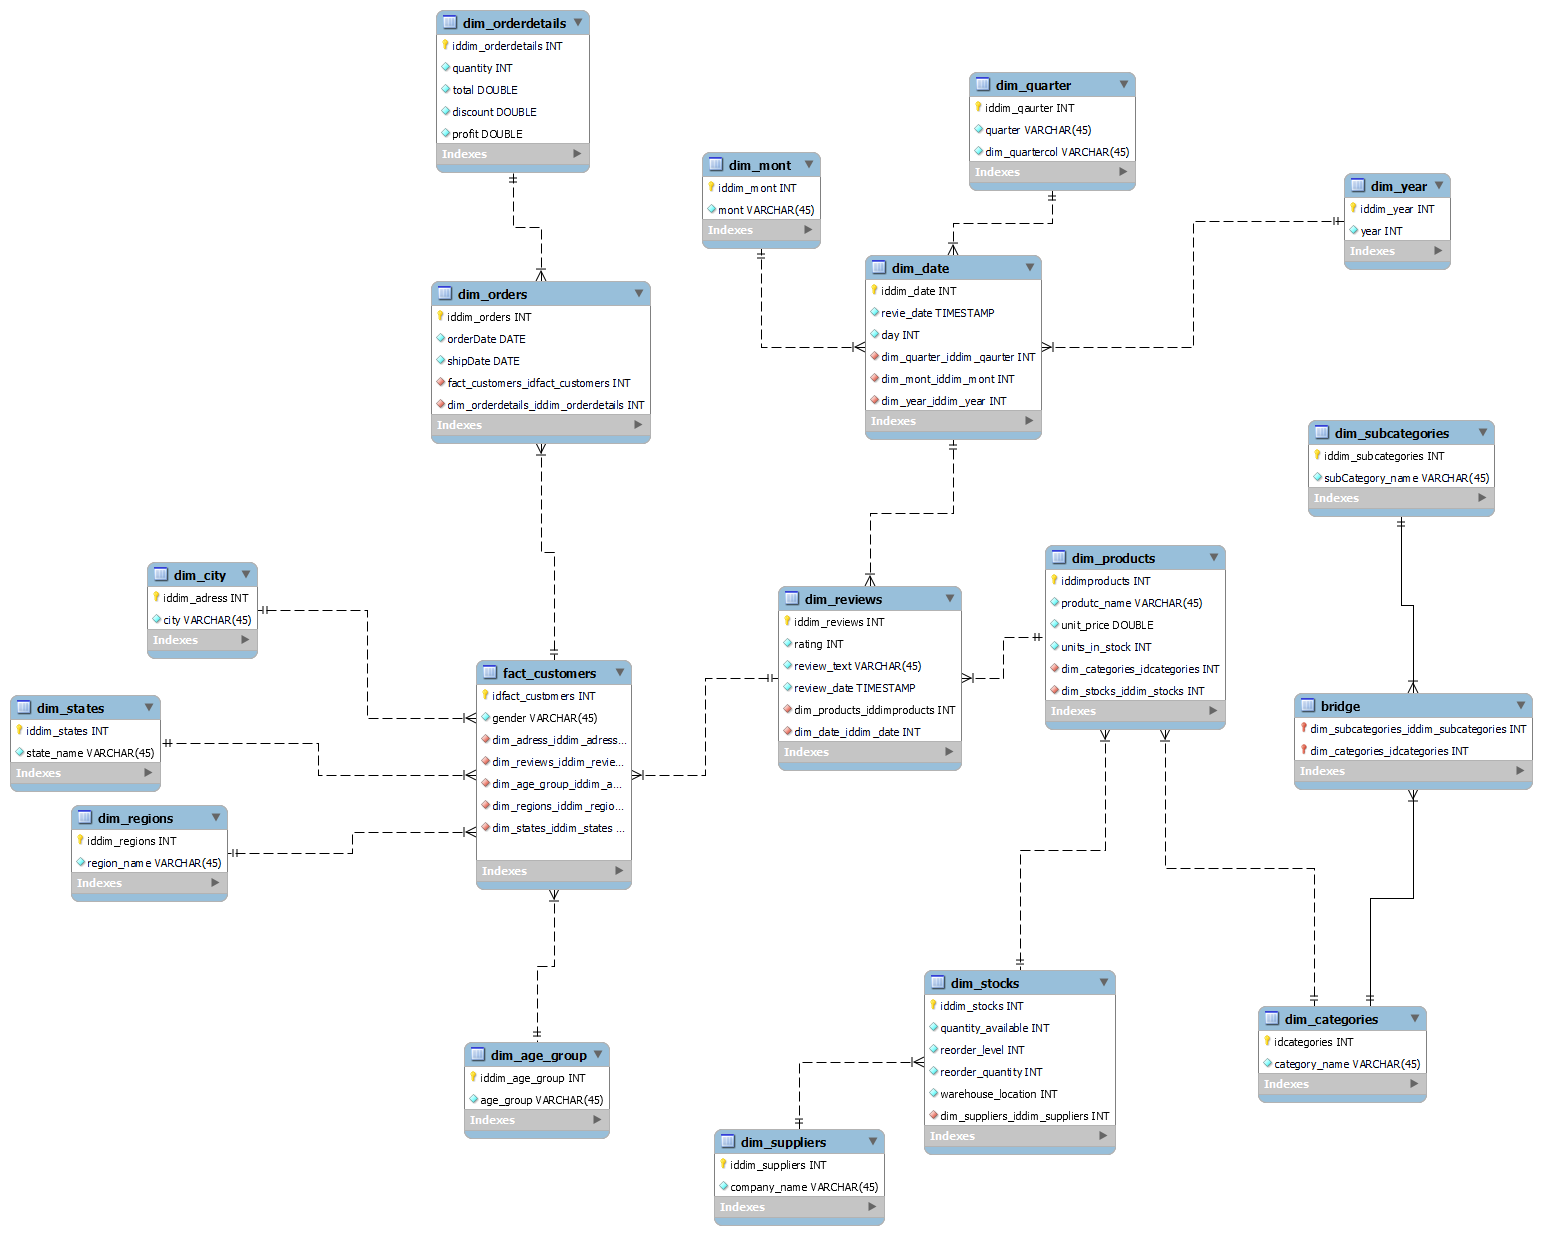 dim_orderdetails
iddim_orderdetails INT
quantity INT
total DOUBLE
discount DOUBLE
profit DOUBLE
Indexes
dim_quarter
iddim_qaurter INT
quarter VARCHAR(45)
dim_quartercol VARCHAR(45)
Indexes
dim_mont
iddim_mont INT
mont VARCHAR(45)
Indexes
dim_year
iddim_year INT
year INT
Indexes
dim_date
iddim_date INT
revie_date TIMESTAMP
day INT
dim_quarter_iddim_qaurter INT
dim_mont_iddim_mont INT
dim_year_iddim_year INT
Indexes
dim_orders
iddim_orders INT
orderDate DATE
shipDate DATE
fact_customers_idfact_customers INT
dim_orderdetails_iddim_orderdetails INT
Indexes
dim_subcategories
iddim_subcategories INT
subCategory_name VARCHAR(45)
Indexes
dim_city
iddim_adress INT
city VARCHAR(45)
Indexes
dim_reviews
iddim_reviews INT
rating INT
review_text VARCHAR(45)
review_date TIMESTAMP
dim_products_iddimproducts INT
dim_date_iddim_date INT
Indexes
dim_products
iddimproducts INT
produtc_name VARCHAR(45)
unit_price DOUBLE
units_in_stock INT
dim_categories_idcategories INT
dim_stocks_iddim_stocks INT
Indexes
fact_customers
idfact_customers INT
gender VARCHAR(45)
dim_adress_iddim_adress...
dim_reviews_iddim_revie...
dim_age_group_iddim_a...
dim_regions_iddim_regio...
dim_states_iddim_states ...
Indexes
dim_states
iddim_states INT
state_name VARCHAR(45)
Indexes
bridge
dim_subcategories_iddim_subcategories INT
dim_categories_idcategories INT
Indexes
dim_regions
iddim_regions INT
region_name VARCHAR(45)
Indexes
dim_stocks
iddim_stocks INT
quantity_available INT
reorder_level INT
reorder_quantity INT
warehouse_location INT
dim_suppliers_iddim_suppliers INT
Indexes
dim_categories
idcategories INT
category_name VARCHAR(45)
Indexes
dim_age_group
iddim_age_group INT
age_group VARCHAR(45)
Indexes
dim_suppliers
iddim_suppliers INT
company_name VARCHAR(45)
Indexes